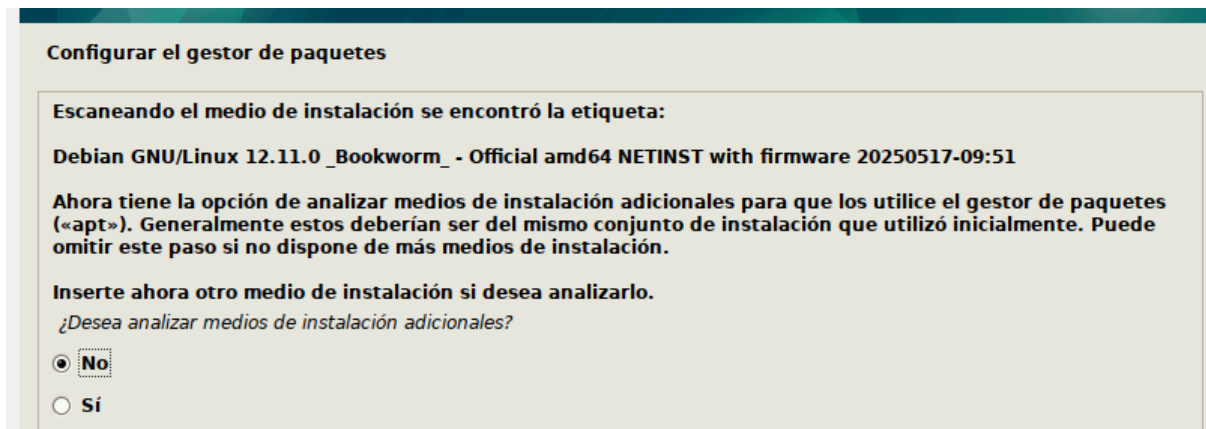 Configurar el gestor de paquetes
Escaneando el medio de instalación se encontró la etiqueta:
Debian GNU/Linux 12.11.0 _Bookworm_ - Official amd64 NETINST with firmware 20250517-09:51
Ahora tiene la opción de analizar medios de instalación adicionales para que los utilice el gestor de paquetes
(«apt»). Generalmente estos deberían ser del mismo conjunto de instalación que utilizó inicialmente. Puede
omitir este paso si no dispone de más medios de instalación.
Inserte ahora otro medio de instalación si desea analizarlo.
¿Desea analizar medios de instalación adicionales?
No
Sí